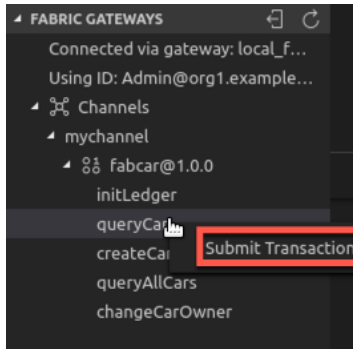 FABRIC GATEWAYS
Connected via gateway: local_f...
Using ID: Admin@org1.example...
Channels
mychannel
fabcar@1.0.0
initLedger
queryCar
Submit Transaction
createCar
queryAllCars
changeCarOwner